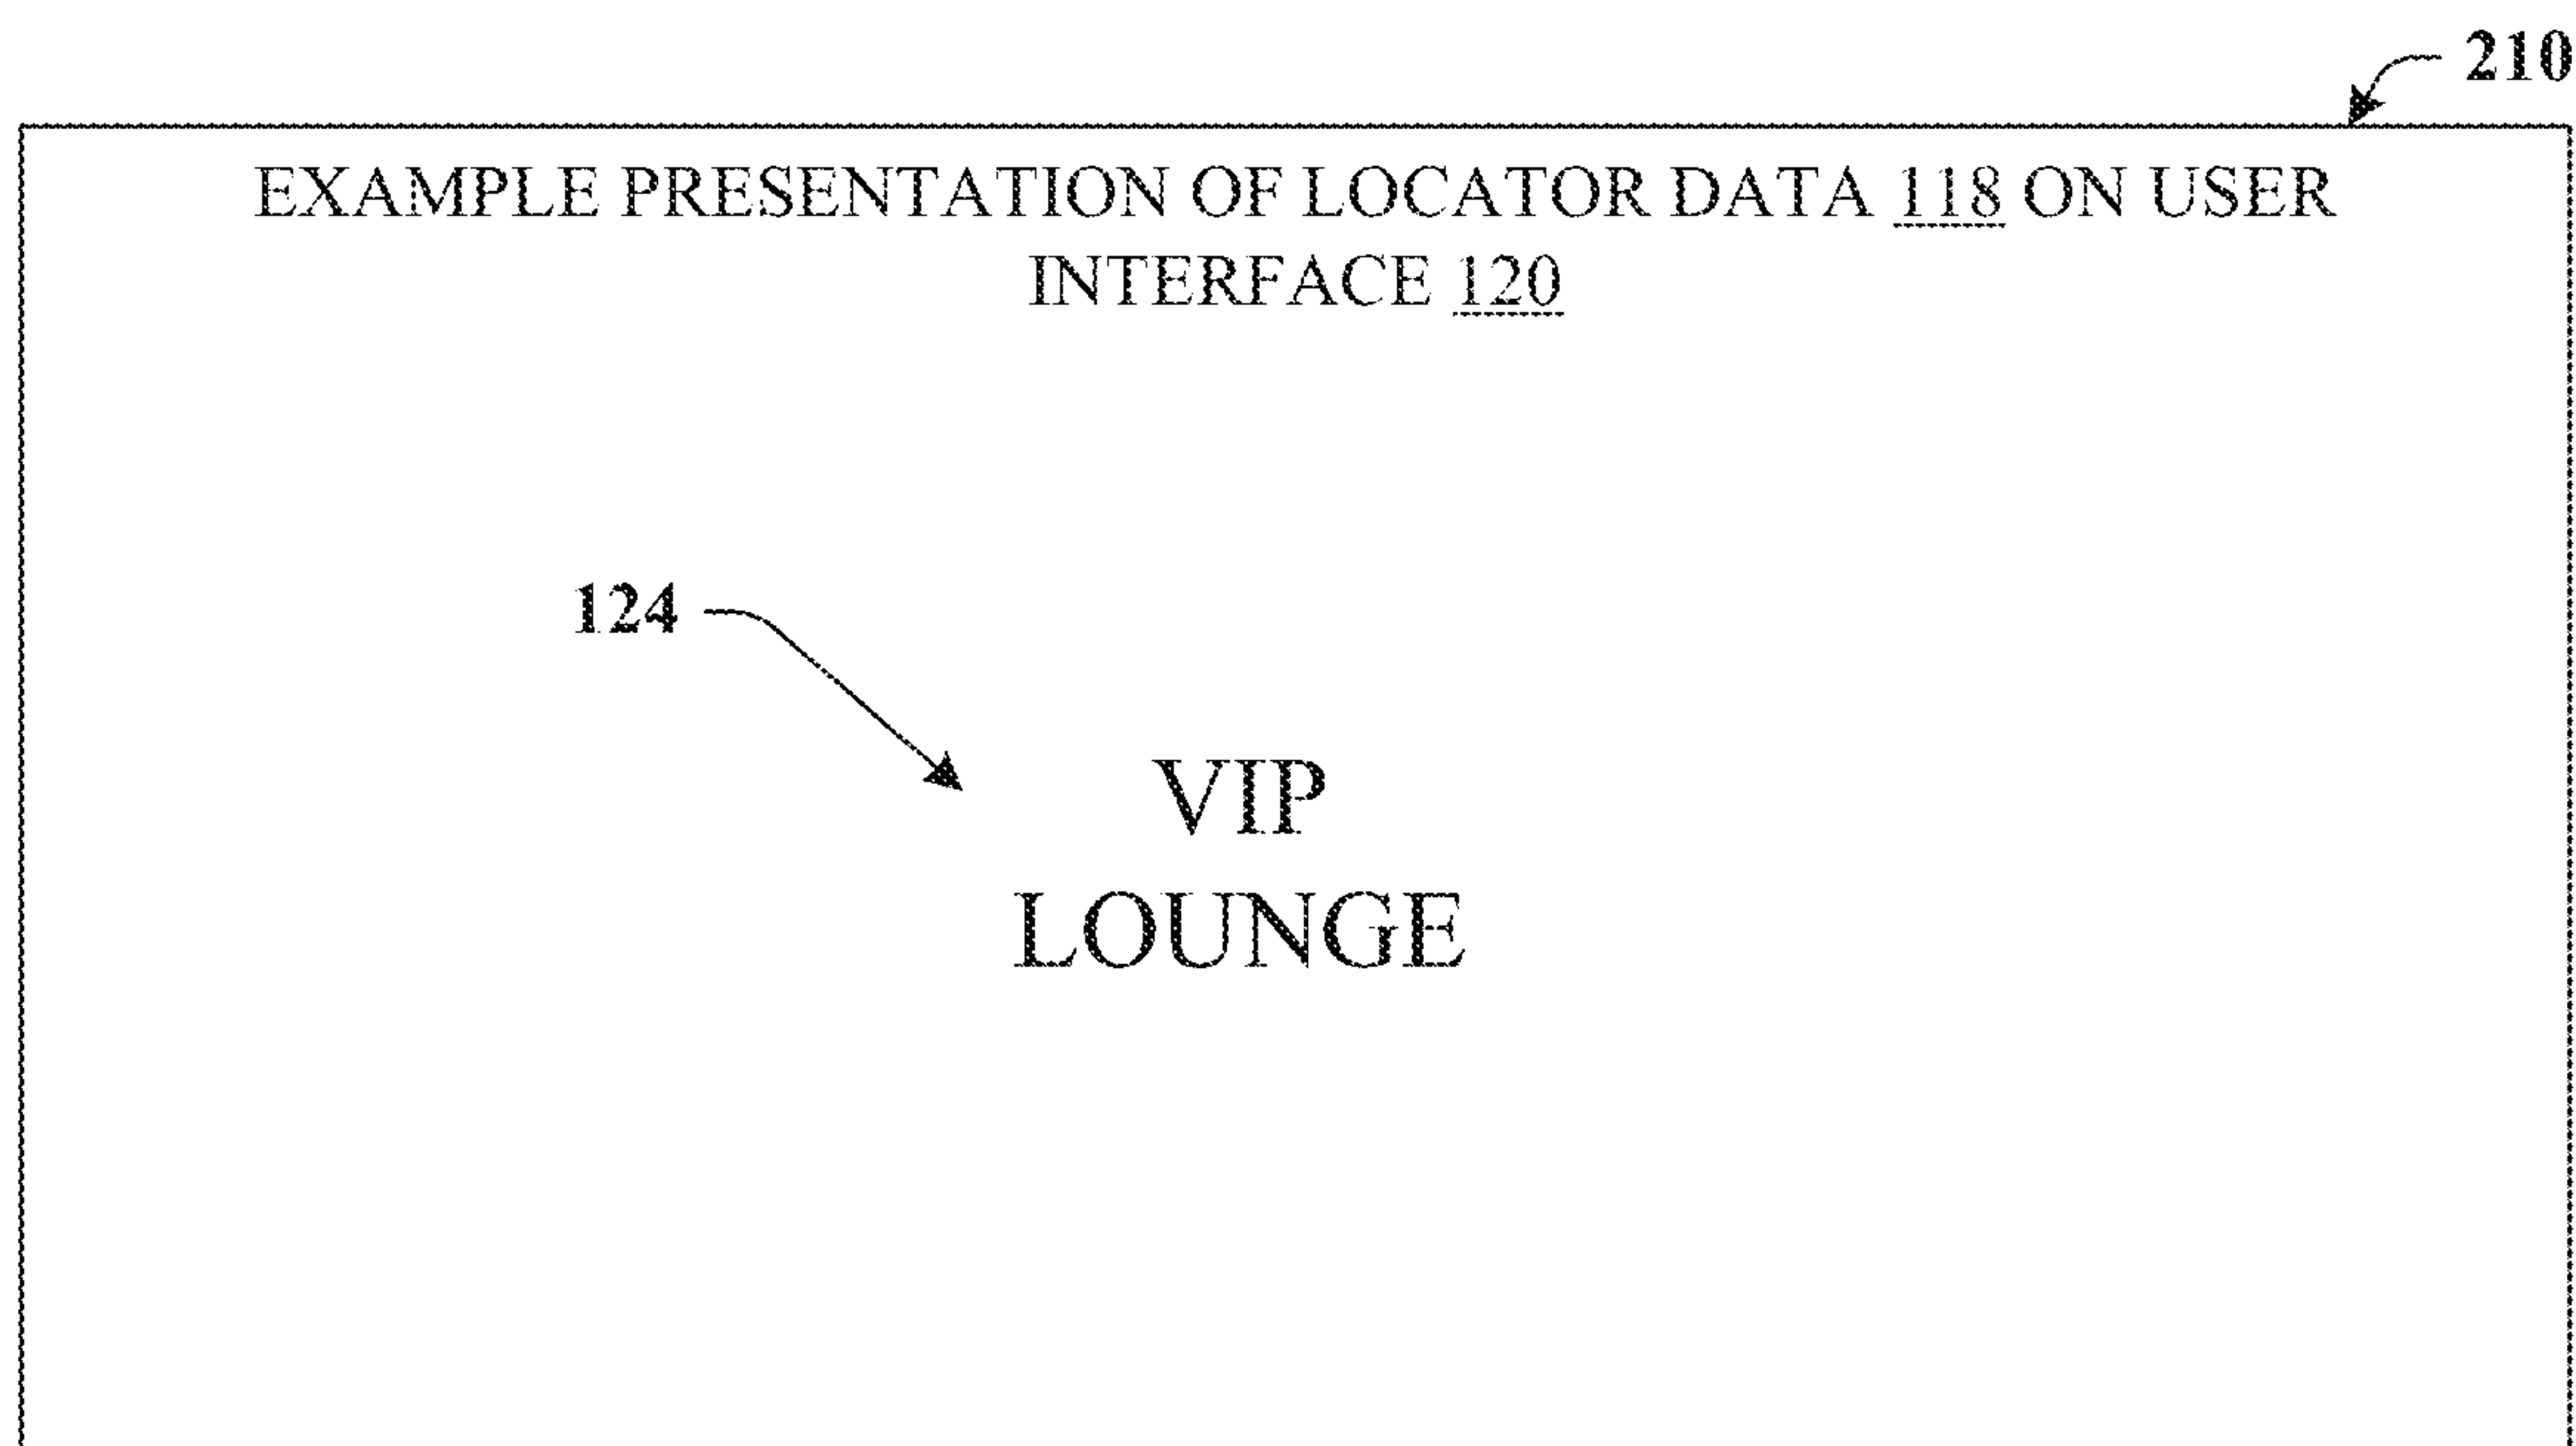 210
EXAMPLE PRESENTATION OF LOCATOR DATA 118 ON USER
INTERFACE 120
124
VIP
LOUNGE